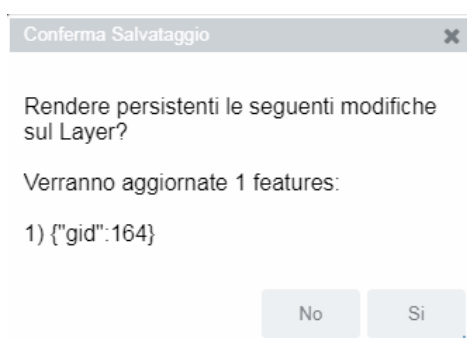 Conferma Salvataggio
Rendere persistenti le seguenti modifiche
sul Layer?
Verranno aggiornate 1 features:
1) {"gid":164}
No
Si